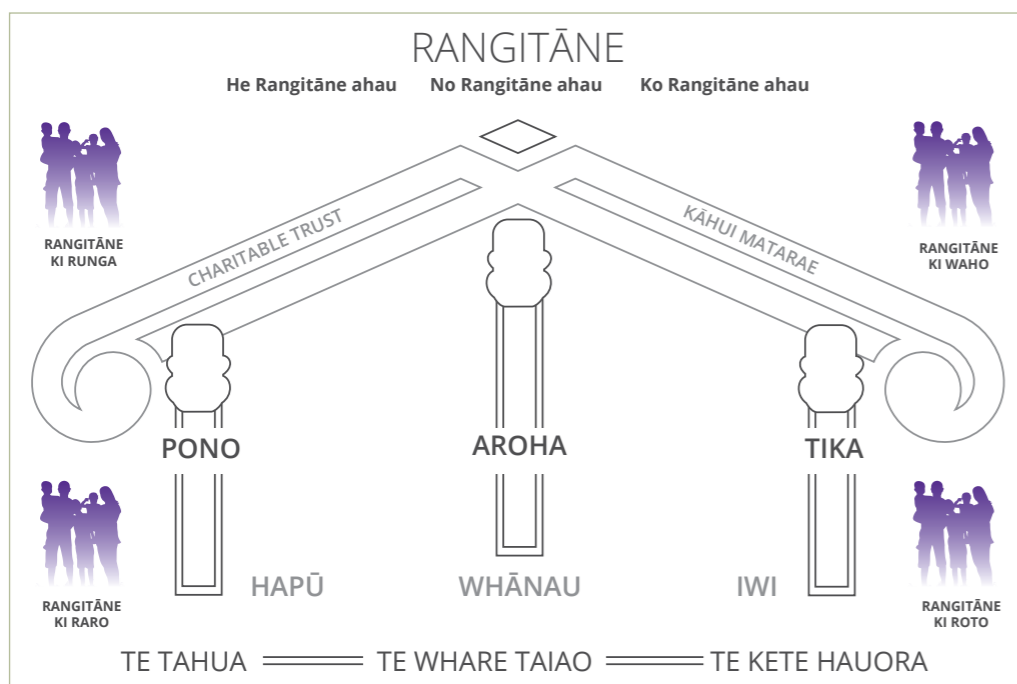 RANGITĀNE
He Rangitāne ahau No Rangitāne ahau Ko Rangitāne ahau
RANGITĀNE
KI RUNGA
CHARITABLE TRUST
KĀHUI MATARAE
RANGITĀNE
KI WAHO
PONO
AROHA
TIKA
RANGITĀNE
KI RARO
HAPŪ
WHĀNAU
IWI
RANGITĀNE
KI ROTO
TE TAHUA TE WHARE TAIAO TE KETE HAUORA